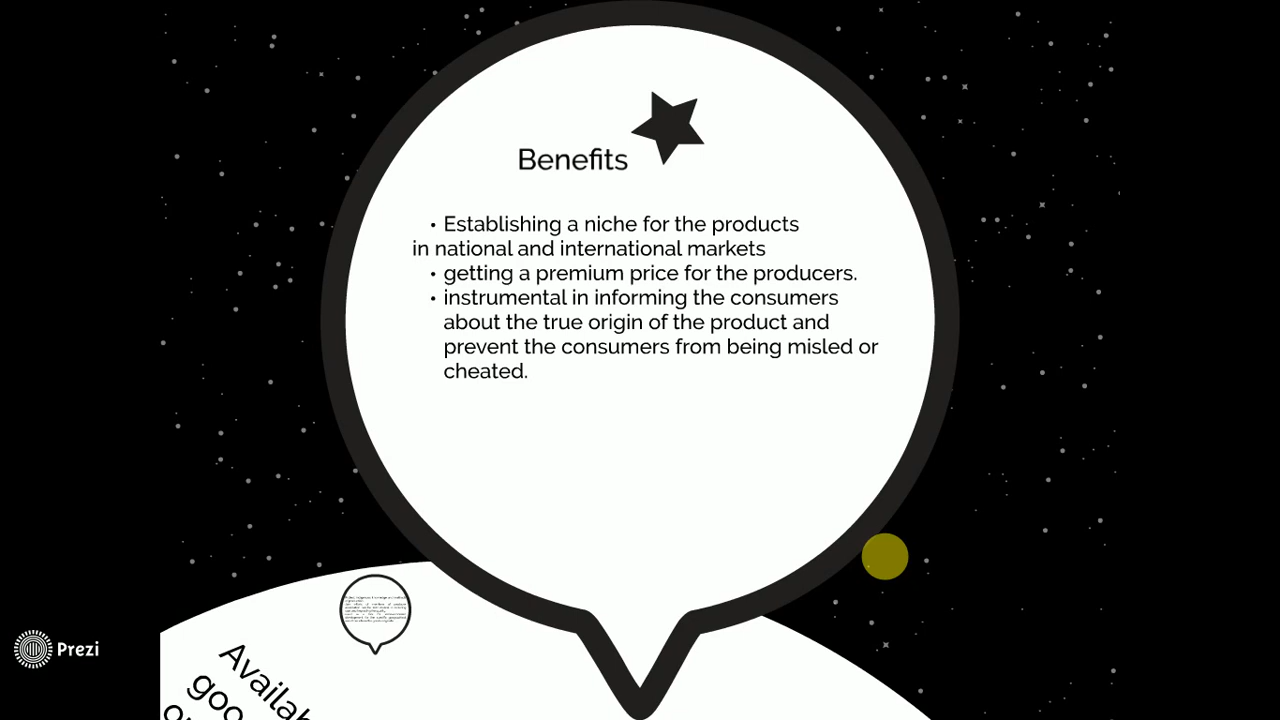 Benefits
• Establishing a niche for the products
in national and international markets
• getting a premium price for the producers.
• instrumental in informing the consumers
about the true origin of the product and
prevent the consumers from being misled or
cheated.
Prezi